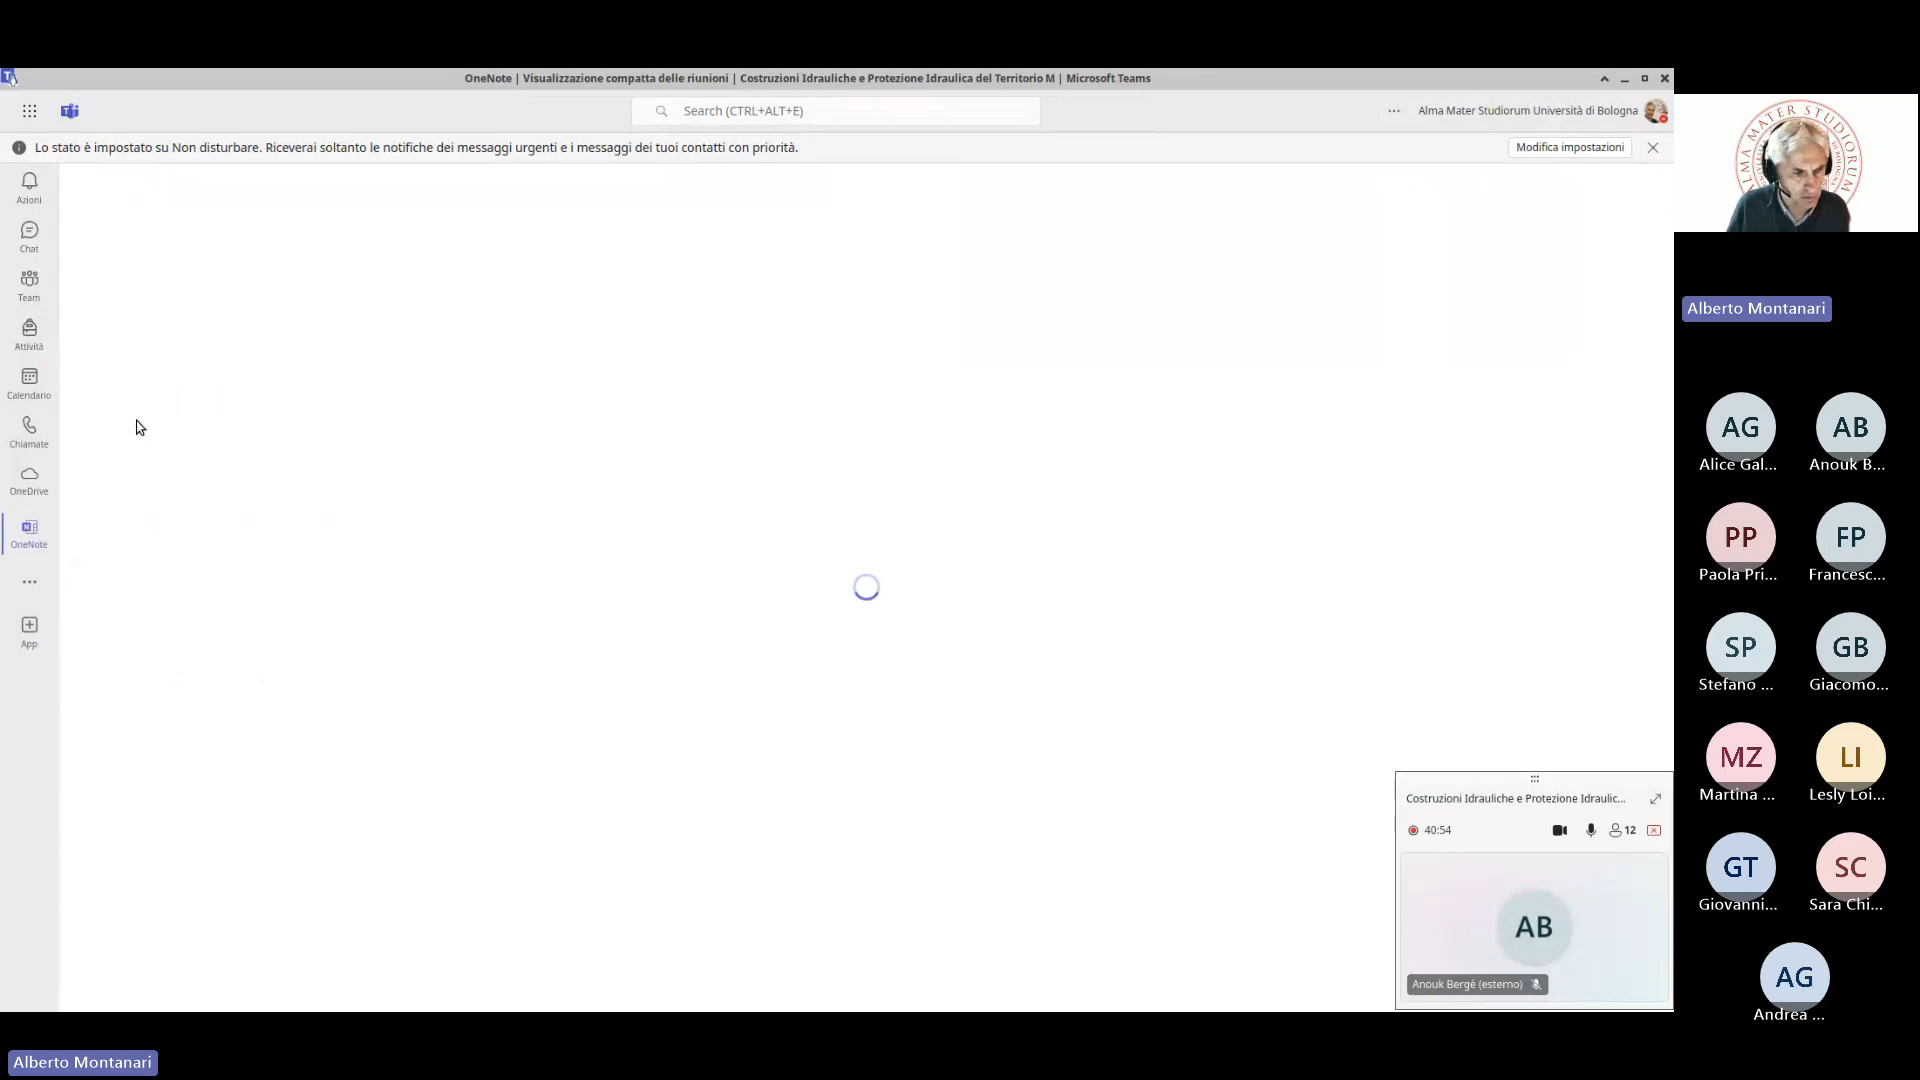 OneNote | Visualizzazione compatta delle riunioni | Costruzioni Idrauliche e Protezione Idraulica del Territorio M | Microsoft Teams
Search (CTRL+ALT+E)
Alma Mater Studiorum Università di Bologna
Lo stato è impostato su Non disturbare. Riceverai soltanto le notifiche dei messaggi urgenti e i messaggi dei tuoi contatti con priorità.
Modifica impostazioni
Azioni
Chat
Team
Attività
Calendario
Chiamate
OneDrive
OneNote
App
Costruzioni Idrauliche e Protezione Idraulic...
40:54
12
AB
Anouk Bergè (esterno)
ALMA MATER STUDIORUM
Alberto Montanari
AG
Alice Gal...
AB
Anouk B...
PP
Paola Pri...
FP
Francesc...
SP
Stefano ...
GB
Giacomo...
MZ
Martina ...
LI
Lesly Loi...
GT
Giovanni...
SC
Sara Chi...
AG
Andrea ...
Alberto Montanari